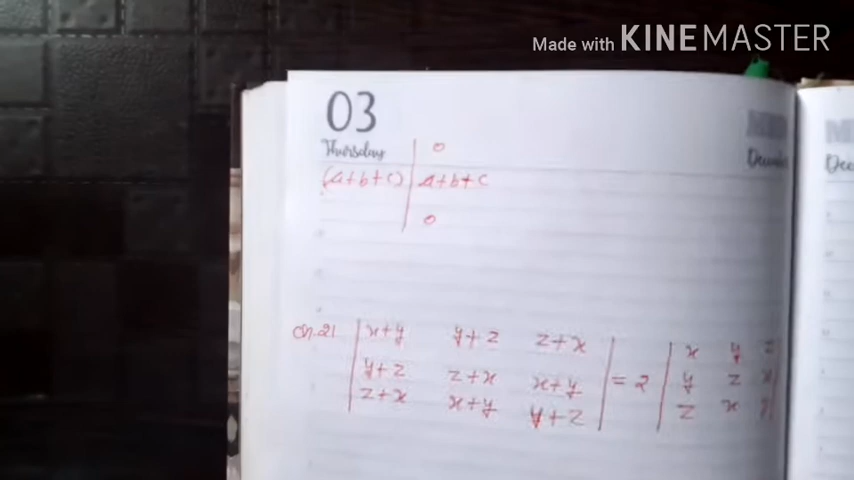 Made with KINEMASTER
03
Thursday
0
(a+b+c) a+b+c
0
Qn.21 | x+y y+z z+x | = 2 | x y z |
| y+z z+x x+y | | y z x |
| z+x x+y y+z | | z x y |